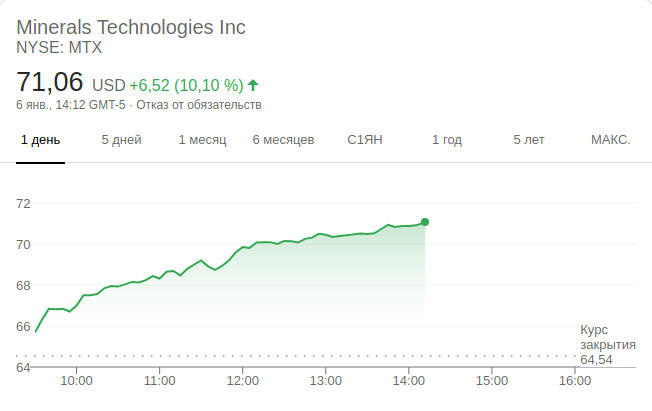 Minerals Technologies Inc
NYSE: MTX
71,06 USD +6,52 (10,10 %)
6 янв., 14:12 GMT-5 · Отказ от обязательств
1 день 5 дней 1 месяц 6 месяцев С1ЯН 1 год 5 лет МАКС.
72
70
68
66
Курс
закрытия
64,54
64
10:00 11:00 12:00 13:00 14:00 15:00 16:00